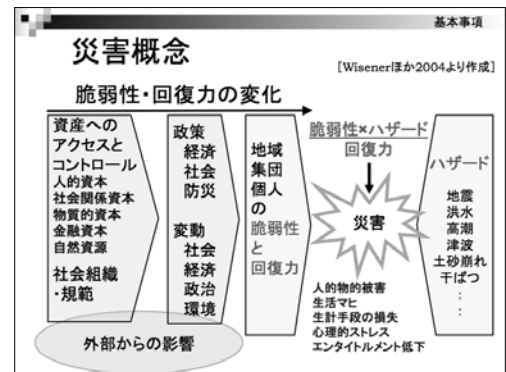 基本事項
災害概念
[Wisenerほか2004より作成]
脆弱性・回復力の変化
資産への
アクセスと
コントロール
人的資本
社会関係資本
物質的資本
金融資本
自然資源
社会組織
・規範
政策
経済
社会
防災
変動
社会
経済
政治
環境
地域
集団
個人
の
脆弱性
と
回復力
脆弱性×ハザード
回復力
災害
人的物的被害
生活マヒ
生計手段の損失
心理的ストレス
エンタイトルメント低下
ハザード
地震
洪水
高潮
津波
土砂崩れ
干ばつ
:
:
外部からの影響